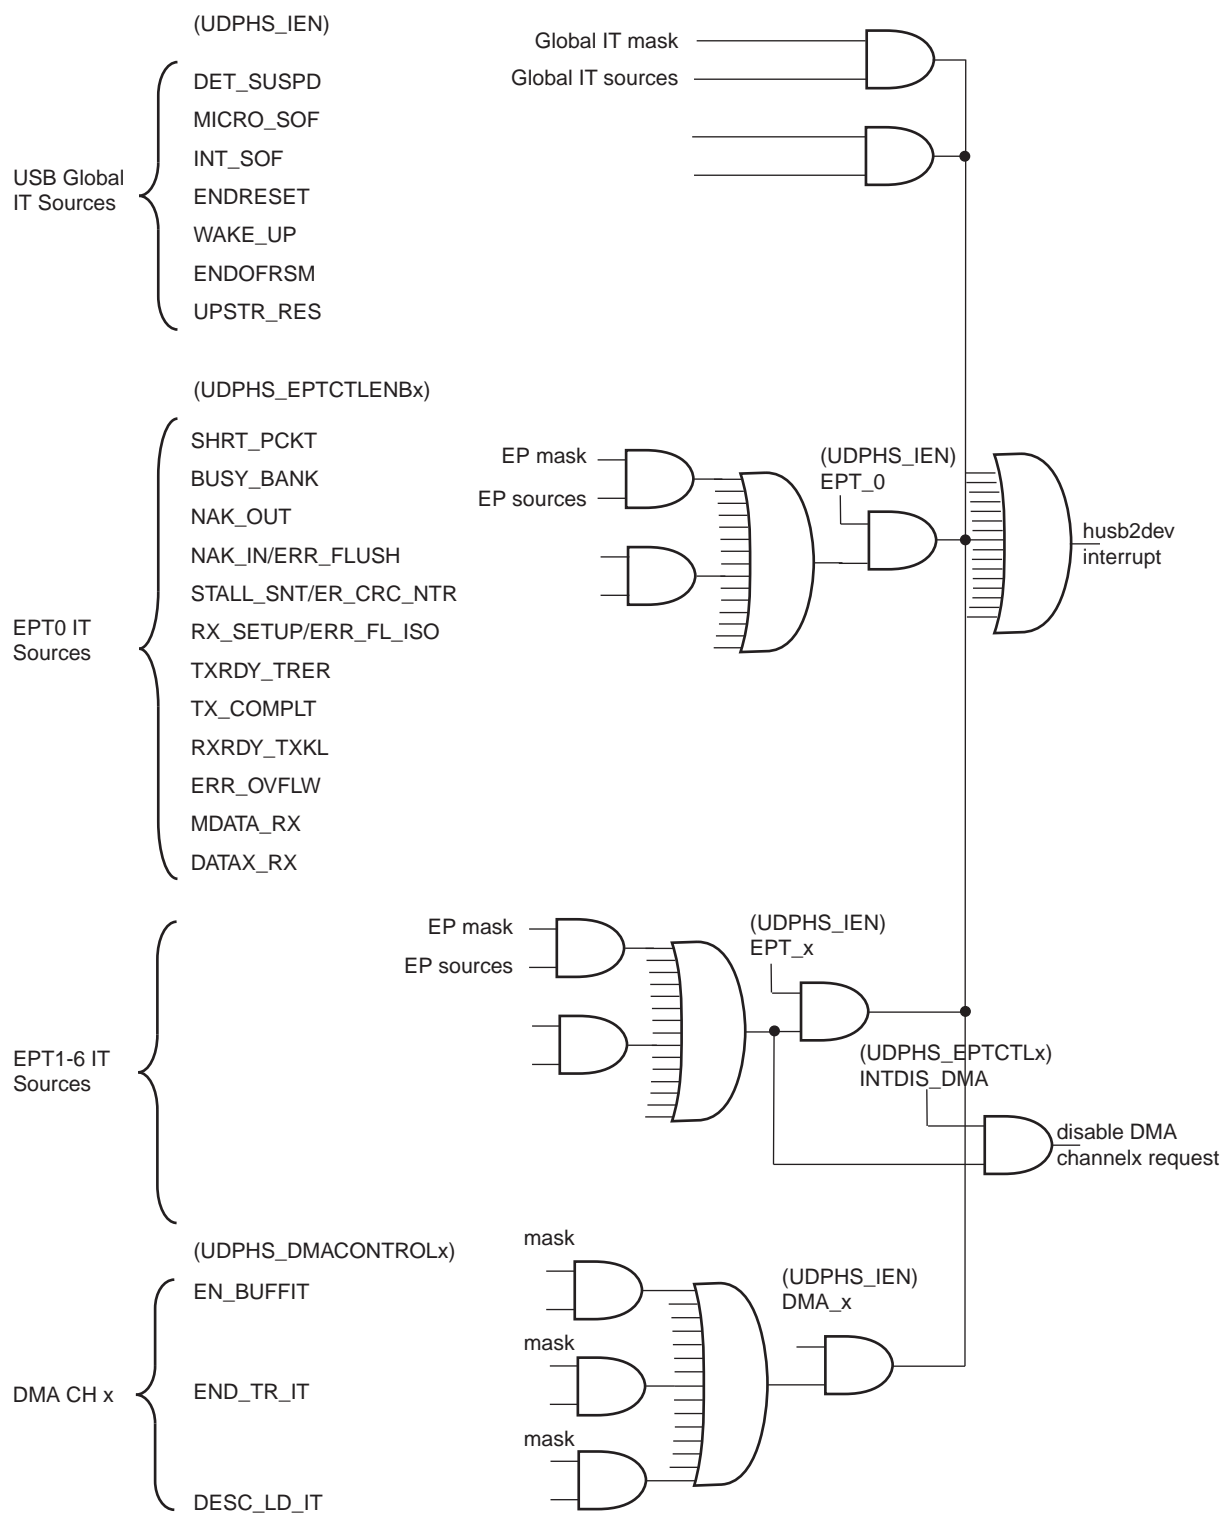 (UDPHS_IEN)
Global IT mask
Global IT sources
USB Global
IT Sources
DET_SUSPD
MICRO_SOF
INT_SOF
ENDRESET
WAKE_UP
ENDOFRSM
UPSTR_RES
(UDPHS_EPTCTLENBx)
EPT0 IT
Sources
SHRT_PCKT
BUSY_BANK
NAK_OUT
NAK_IN/ERR_FLUSH
STALL_SNT/ER_CRC_NTR
RX_SETUP/ERR_FL_ISO
TXRDY_TRER
TX_COMPLT
RXRDY_TXKL
ERR_OVFLW
MDATA_RX
DATAX_RX
EP mask
EP sources
(UDPHS_IEN)
EPT_0
husb2dev
interrupt
EPT1-6 IT
Sources
EP mask
EP sources
(UDPHS_IEN)
EPT_x
(UDPHS_EPTCTLx)
INTDIS_DMA
disable DMA
channelx request
(UDPHS_DMACONTROLx)
DMA CH x
EN_BUFFIT
END_TR_IT
DESC_LD_IT
mask
mask
mask
(UDPHS_IEN)
DMA_x